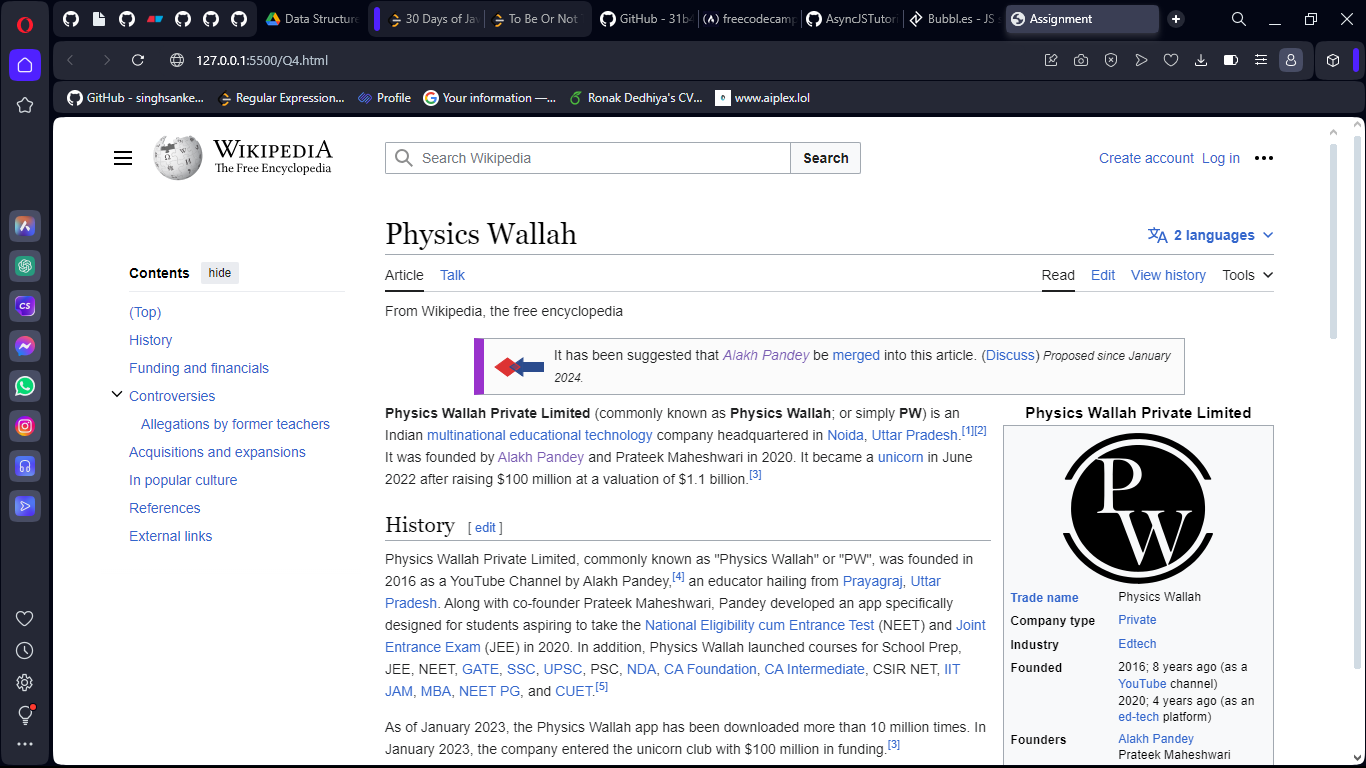 Data Structure
30 Days of Jav
To Be Or Not
GitHub - 31b4
freecodecamp
AsyncJSTutori
Bubbl.es - JS
Assignment
127.0.0.1:5500/Q4.html
GitHub - singhsanke...
Regular Expression...
Profile
Your information —...
Ronak Dedhiya's CV...
www.aiplex.lol
WIKIPEDIA
The Free Encyclopedia
Search Wikipedia
Search
Create account Log in
Physics Wallah
2 languages
Contents hide
(Top)
History
Funding and financials
Controversies
Allegations by former teachers
Acquisitions and expansions
In popular culture
References
External links
Article Talk
Read Edit View history Tools
From Wikipedia, the free encyclopedia
It has been suggested that Alakh Pandey be merged into this article. (Discuss) Proposed since January
2024.
Physics Wallah Private Limited (commonly known as Physics Wallah; or simply PW) is an
Indian multinational educational technology company headquartered in Noida, Uttar Pradesh.[1][2]
It was founded by Alakh Pandey and Prateek Maheshwari in 2020. It became a unicorn in June
2022 after raising $100 million at a valuation of $1.1 billion.[3]
History [ edit ]
Physics Wallah Private Limited, commonly known as "Physics Wallah" or "PW", was founded in
2016 as a YouTube Channel by Alakh Pandey,[4] an educator hailing from Prayagraj, Uttar
Pradesh. Along with co-founder Prateek Maheshwari, Pandey developed an app specifically
designed for students aspiring to take the National Eligibility cum Entrance Test (NEET) and Joint
Entrance Exam (JEE) in 2020. In addition, Physics Wallah launched courses for School Prep,
JEE, NEET, GATE, SSC, UPSC, PSC, NDA, CA Foundation, CA Intermediate, CSIR NET, IIT
JAM, MBA, NEET PG, and CUET.[5]
As of January 2023, the Physics Wallah app has been downloaded more than 10 million times. In
January 2023, the company entered the unicorn club with $100 million in funding.[3]
Physics Wallah Private Limited
P
W
Trade name Physics Wallah
Company type Private
Industry Edtech
Founded 2016; 8 years ago (as a
YouTube channel)
2020; 4 years ago (as an
ed-tech platform)
Founders Alakh Pandey
Prateek Maheshwari